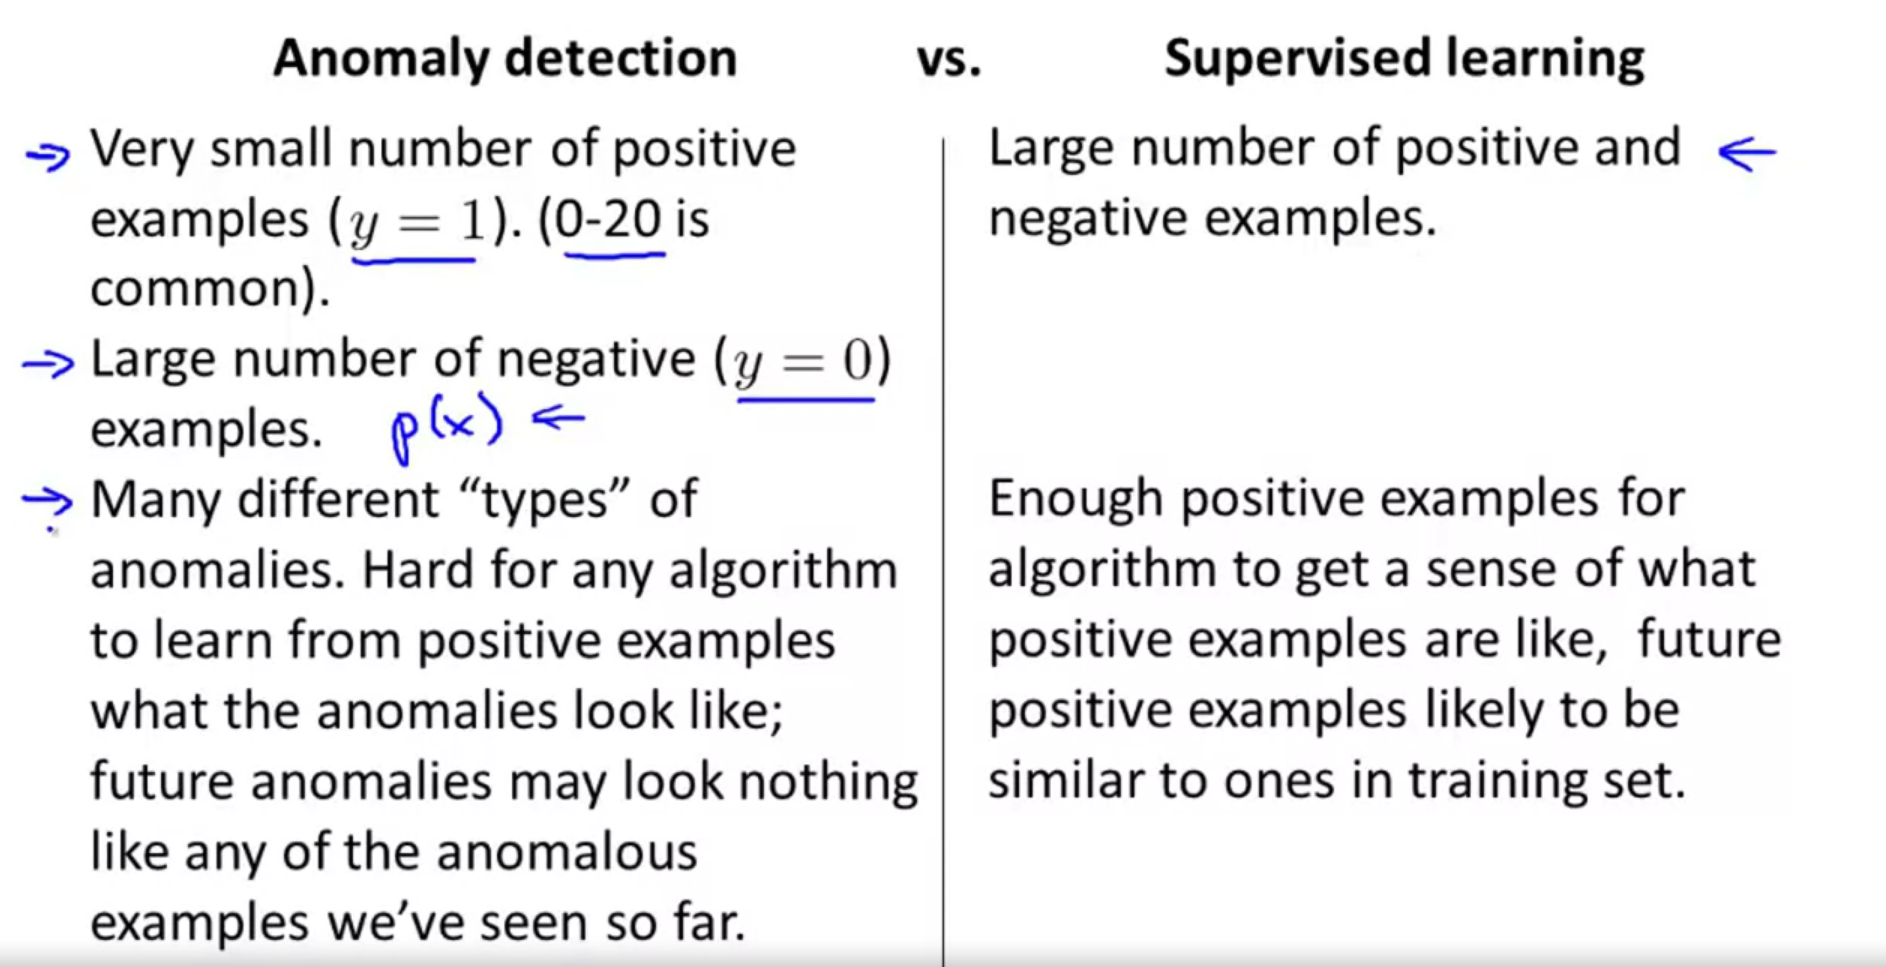 Anomaly detection vs. Supervised learning
→ Very small number of positive
examples (y = 1). (0-20 is
common).
→ Large number of negative (y = 0)
examples. p(x) ←
→ Many different “types” of
anomalies. Hard for any algorithm
to learn from positive examples
what the anomalies look like;
future anomalies may look nothing
like any of the anomalous
examples we’ve seen so far.
Large number of positive and ←
negative examples.
Enough positive examples for
algorithm to get a sense of what
positive examples are like, future
positive examples likely to be
similar to ones in training set.